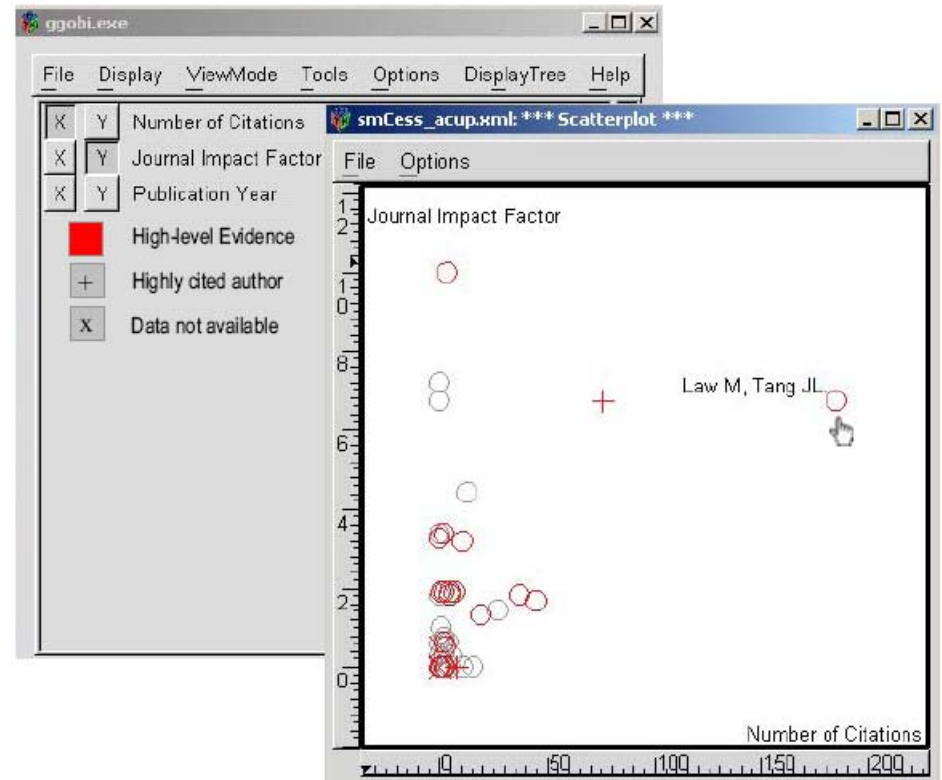 ggobi.exe
File Display ViewMode Tools Options DisplayTree Help
X Y Number of Citations
X Y Journal Impact Factor
X Y Publication Year
High-level Evidence
+ Highly cited author
x Data not available
smCess_acup.xml: *** Scatterplot ***
File Options
Journal Impact Factor
12
10
8
6
4
2
0
Law M, Tang JL
Number of Citations
0 50 100 150 200